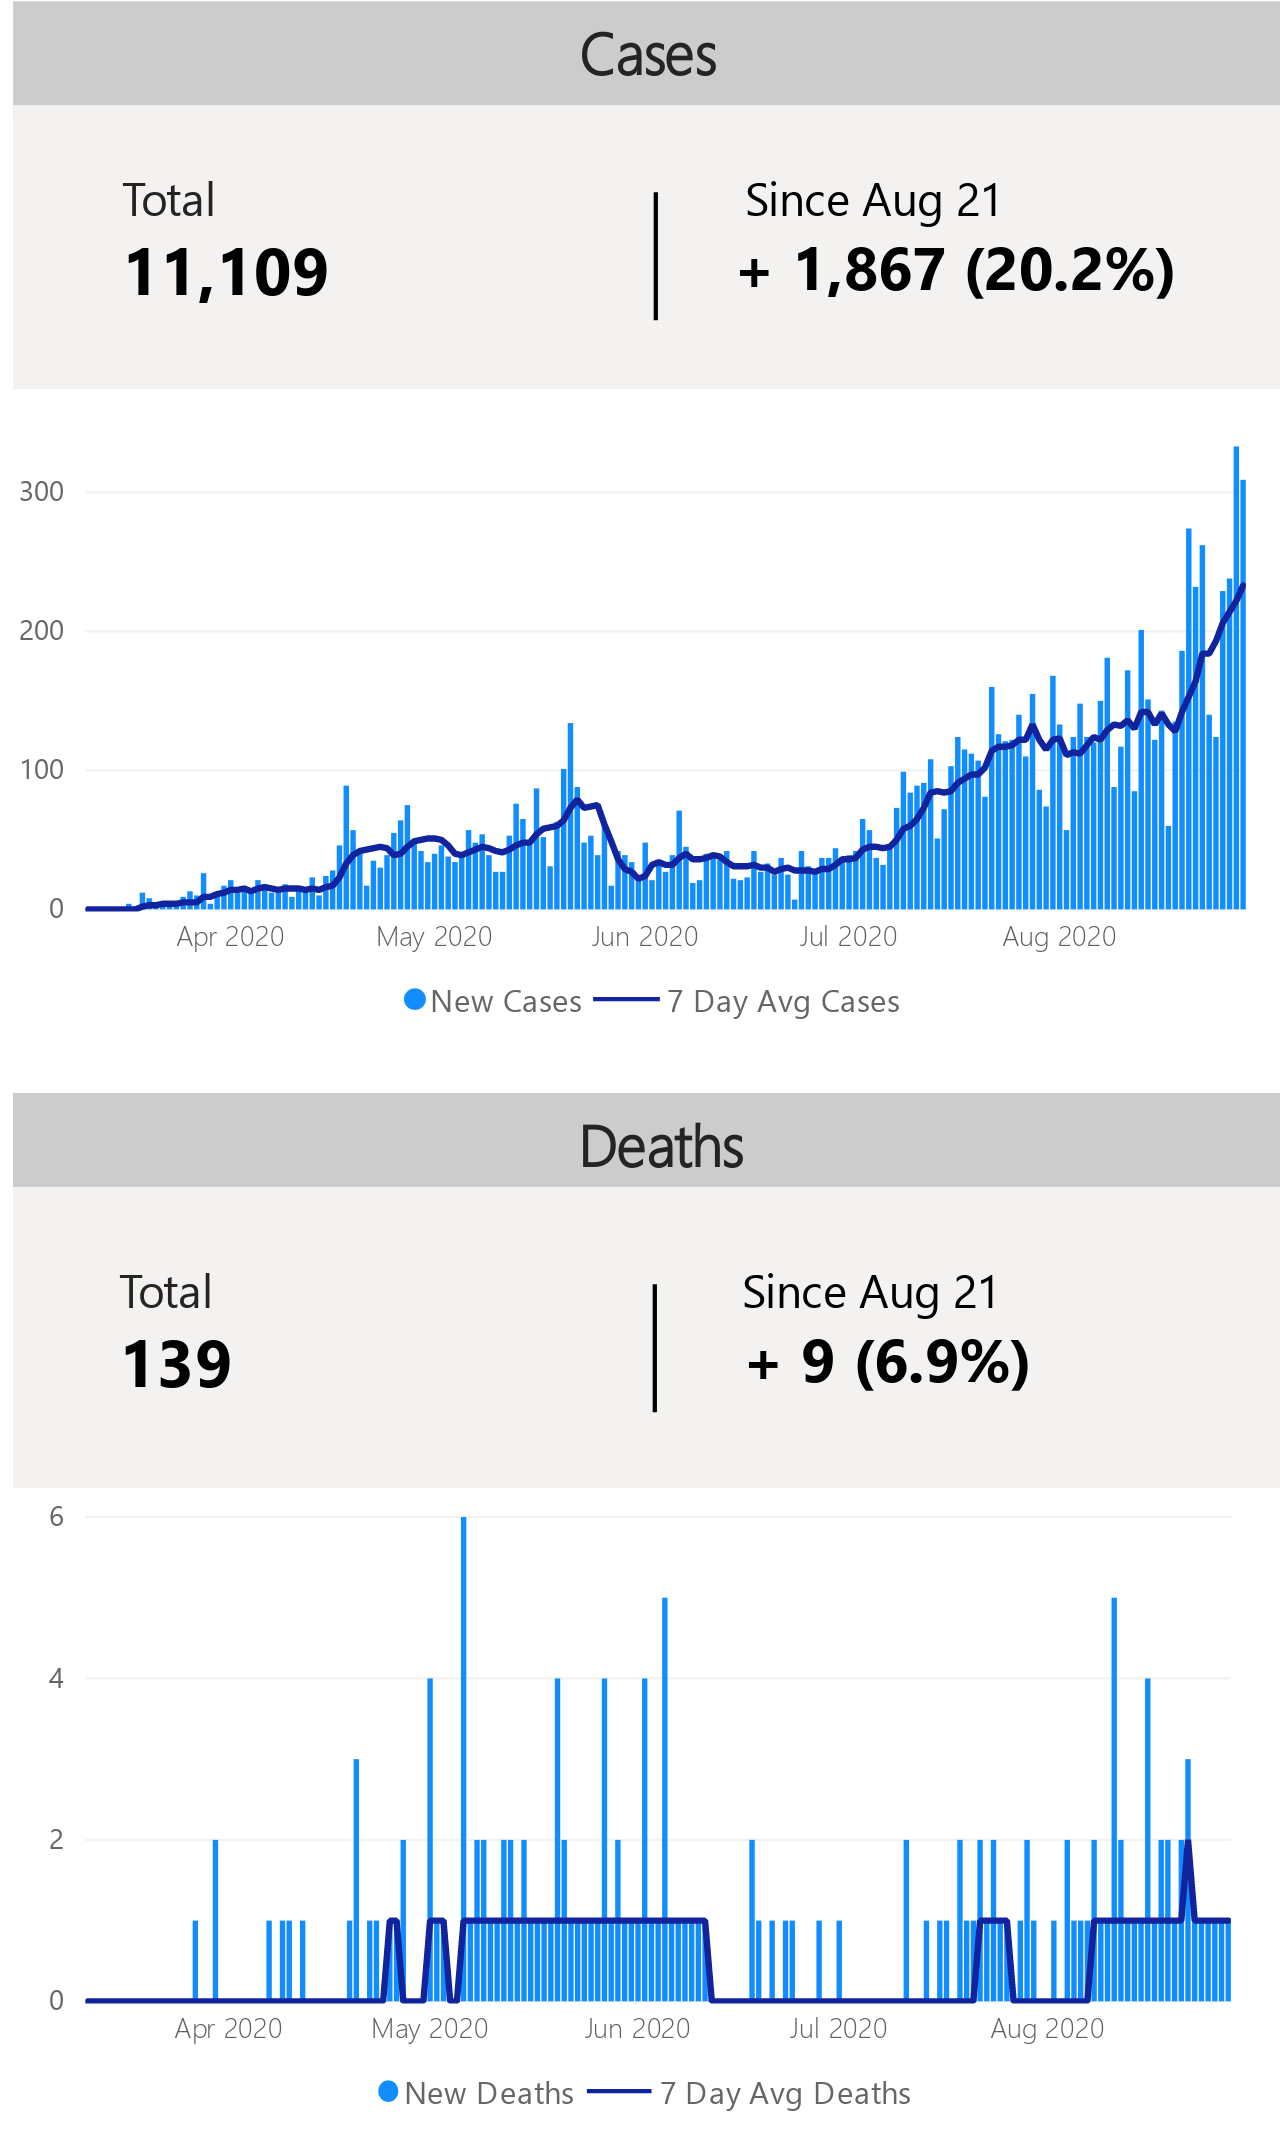 Cases
Total
Since Aug 21
11,109
+ 1,867 (20.2%)
300
200
100
0
Apr 2020
May 2020
Jun 2020
Jul 2020
Aug 2020
New Cases
7 Day Avg Cases
Deaths
Total
Since Aug 21
139
+ 9 (6.9%)
6
4
2
0
Apr 2020
May 2020
Jun 2020
Jul 2020
Aug 2020
New Deaths
7 Day Avg Deaths